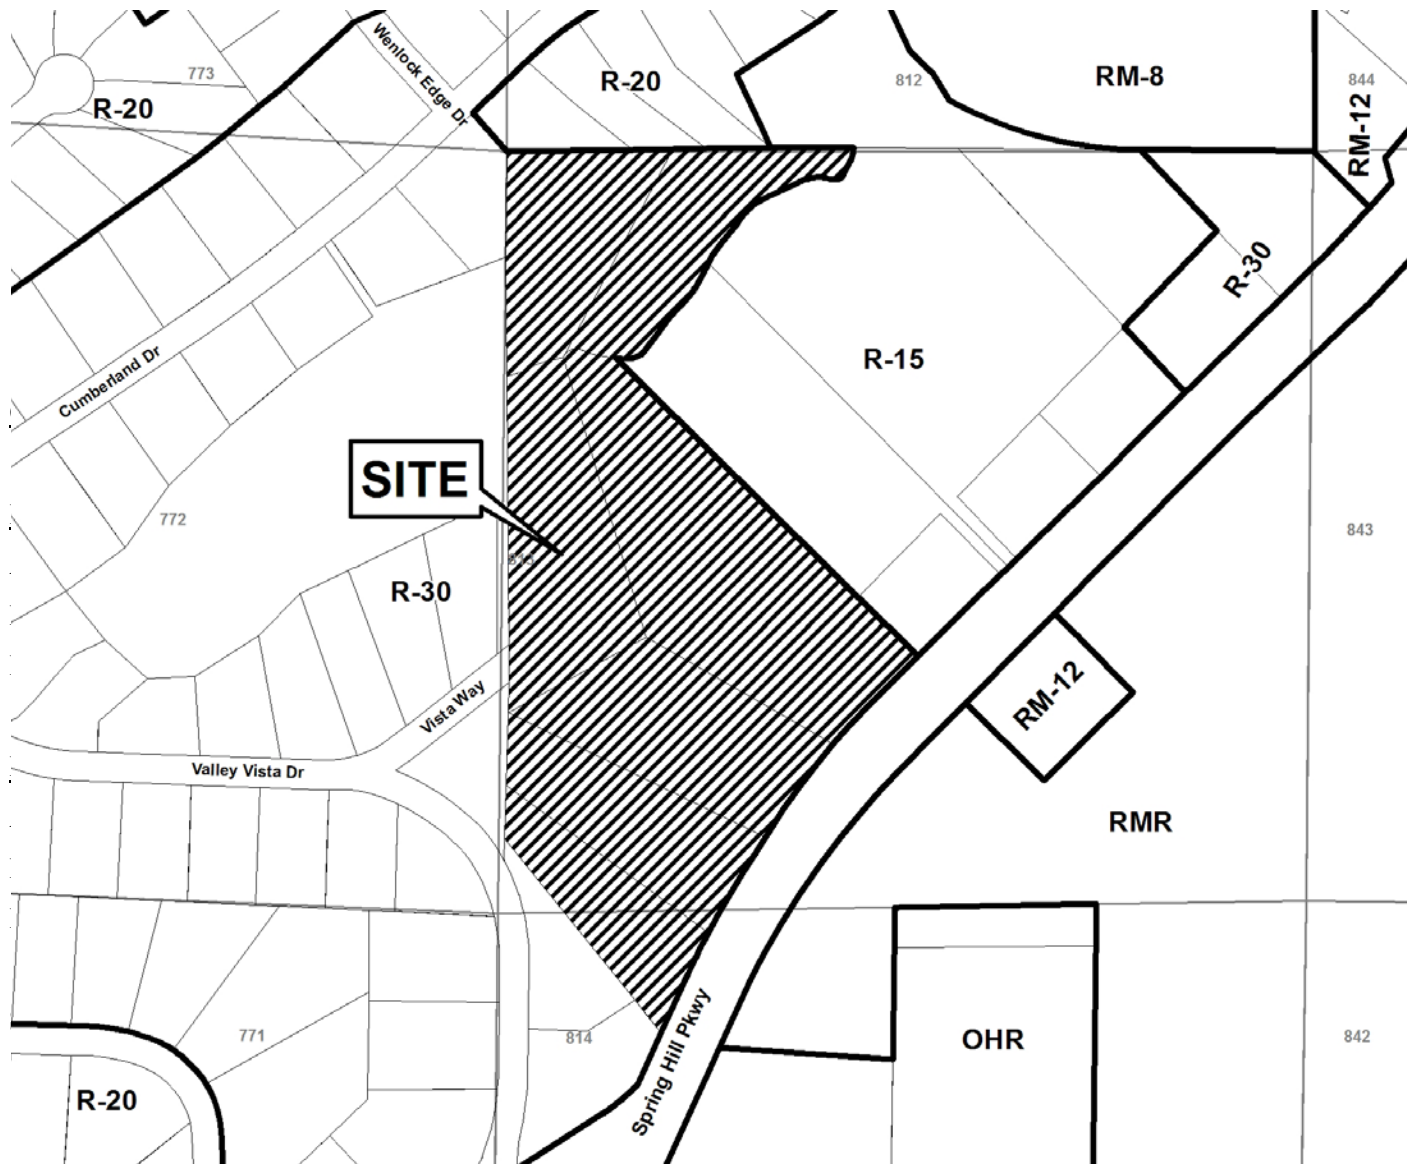 Wenlock Edge Dr
773
R-20
R-20
812
RM-8
844
RM-12
R-30
R-15
Cumberland Dr
SITE
772
813
843
R-30
RM-12
Vista Way
Valley Vista Dr
RMR
771
814
Spring Hill Pkwy
OHR
842
R-20